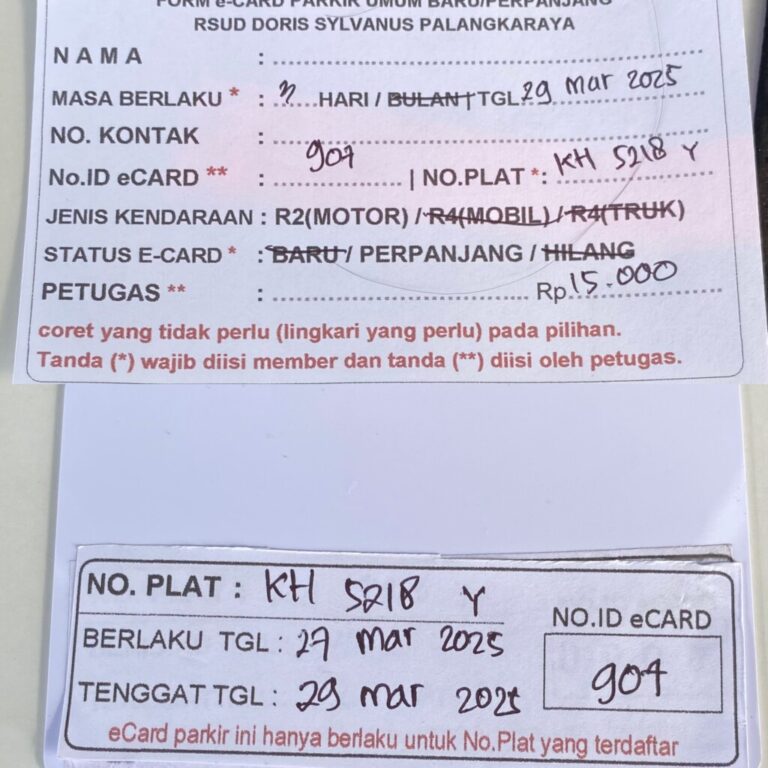 FORM e-CARD PARKIR UMUM BARU/PERPANJANG
RSUD DORIS SYLVANUS PALANGKARAYA
NAMA :
MASA BERLAKU * : 3 HARI / BULAN | TGL 29 Mar 2025
NO. KONTAK :
No.ID eCARD ** : 907 | NO.PLAT *: KH 5218 Y
JENIS KENDARAAN : R2(MOTOR) / R4(MOBIL) / R4(TRUK)
STATUS E-CARD * : BARU / PERPANJANG / HILANG
PETUGAS ** : Rp 15.000
coret yang tidak perlu (lingkari yang perlu) pada pilihan.
Tanda (*) wajib diisi member dan tanda (**) diisi oleh petugas.
NO. PLAT : KH 5218 Y
NO.ID eCARD
BERLAKU TGL : 27 Mar 2025
907
TENGGAT TGL : 29 Mar 2025
eCard parkir ini hanya berlaku untuk No.Plat yang terdaftar